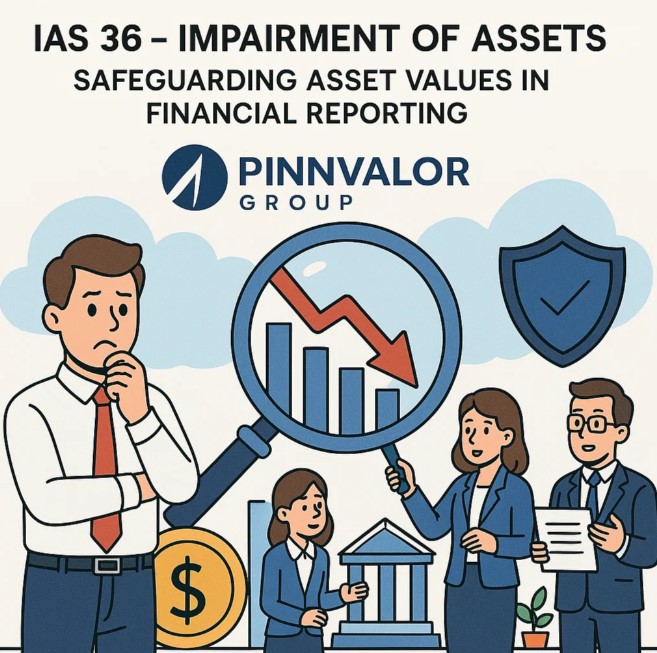 IAS 36 – IMPAIRMENT OF ASSETS
SAFEGUARDING ASSET VALUES IN
FINANCIAL REPORTING
PINNVALOR
GROUP
$